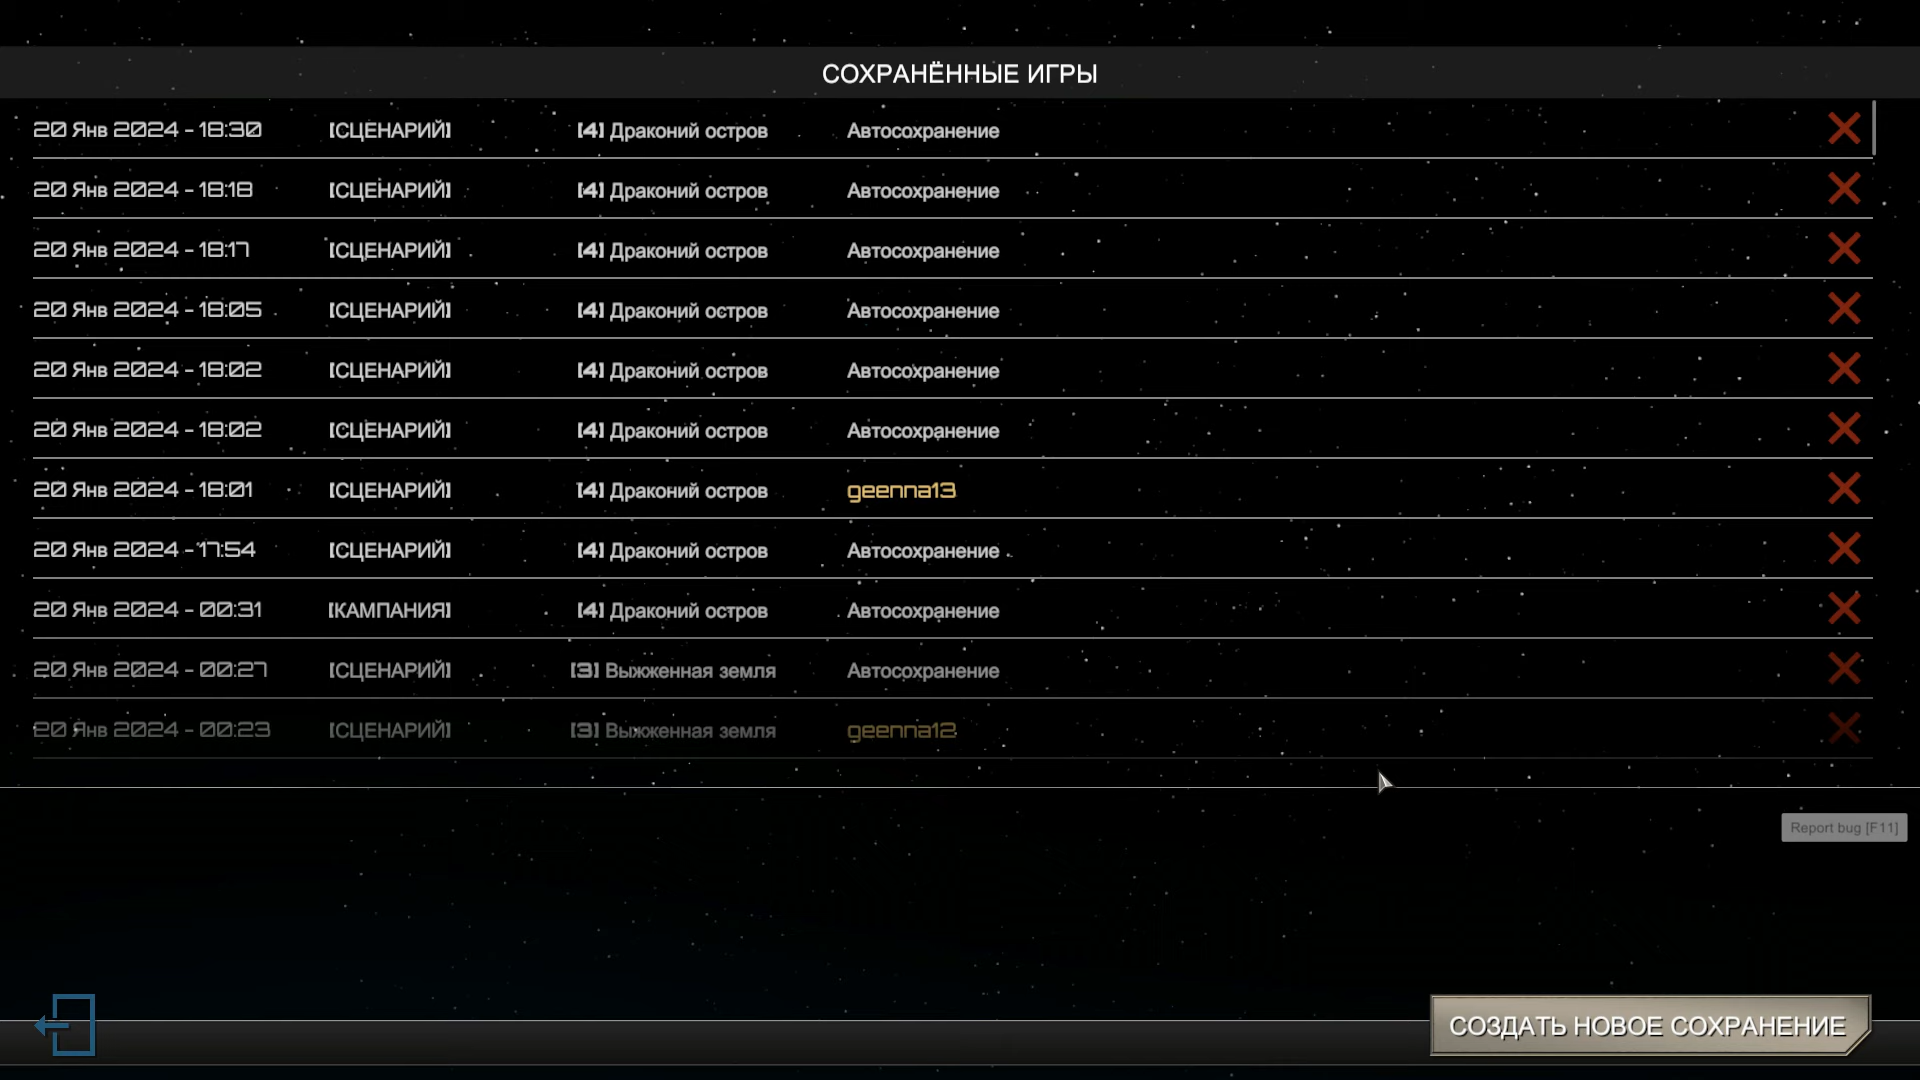 СОХРАНЁННЫЕ ИГРЫ
20 Янв 2024 - 18:30 [СЦЕНАРИЙ] [4] Драконий остров Автосохранение
20 Янв 2024 - 18:18 [СЦЕНАРИЙ] [4] Драконий остров Автосохранение
20 Янв 2024 - 18:17 [СЦЕНАРИЙ] [4] Драконий остров Автосохранение
20 Янв 2024 - 18:05 [СЦЕНАРИЙ] [4] Драконий остров Автосохранение
20 Янв 2024 - 18:02 [СЦЕНАРИЙ] [4] Драконий остров Автосохранение
20 Янв 2024 - 18:02 [СЦЕНАРИЙ] [4] Драконий остров Автосохранение
20 Янв 2024 - 18:01 [СЦЕНАРИЙ] [4] Драконий остров geenna13
20 Янв 2024 - 17:54 [СЦЕНАРИЙ] [4] Драконий остров Автосохранение
20 Янв 2024 - 00:31 [КАМПАНИЯ] [4] Драконий остров Автосохранение
20 Янв 2024 - 00:27 [СЦЕНАРИЙ] [3] Выжженная земля Автосохранение
20 Янв 2024 - 00:23 [СЦЕНАРИЙ] [3] Выжженная земля geenna12
Report bug [F11]
СОЗДАТЬ НОВОЕ СОХРАНЕНИЕ